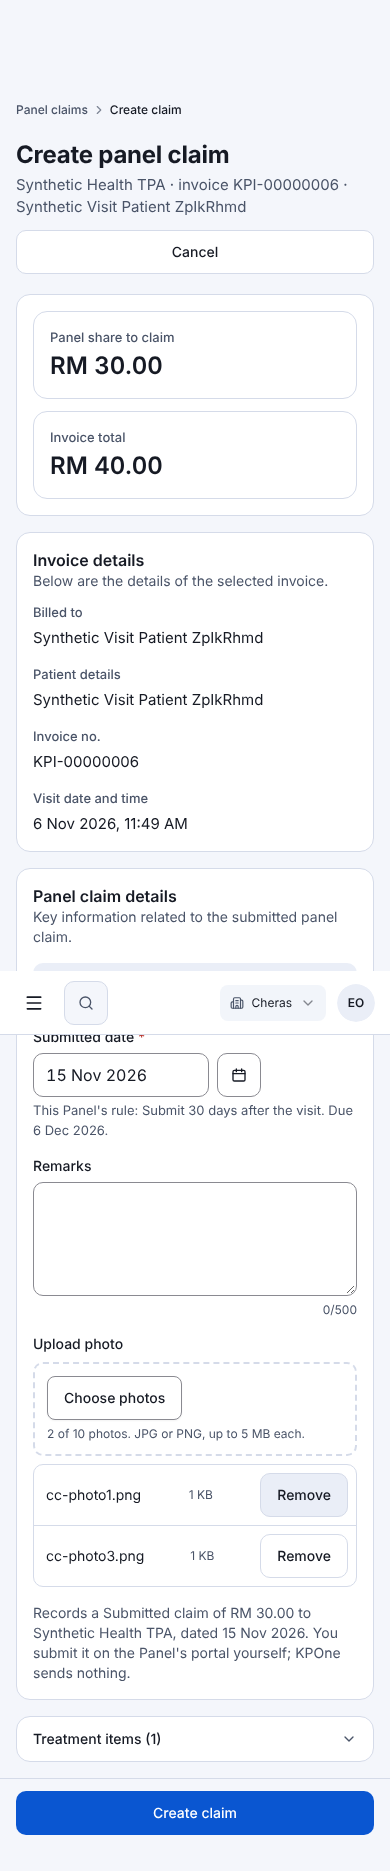 Panel claims > Create claim
Create panel claim
Synthetic Health TPA · invoice KPI-00000006 ·
Synthetic Visit Patient ZpIkRhmd
Cancel
Panel share to claim
RM 30.00
Invoice total
RM 40.00
Invoice details
Below are the details of the selected invoice.
Billed to
Synthetic Visit Patient ZpIkRhmd
Patient details
Synthetic Visit Patient ZpIkRhmd
Invoice no.
KPI-00000006
Visit date and time
6 Nov 2026, 11:49 AM
Panel claim details
Key information related to the submitted panel
claim.
Cheras
EO
Submitted date *
15 Nov 2026
This Panel's rule: Submit 30 days after the visit. Due
6 Dec 2026.
Remarks
0/500
Upload photo
Choose photos
2 of 10 photos. JPG or PNG, up to 5 MB each.
cc-photo1.png 1 KB Remove
cc-photo3.png 1 KB Remove
Records a Submitted claim of RM 30.00 to
Synthetic Health TPA, dated 15 Nov 2026. You
submit it on the Panel's portal yourself; KPOne
sends nothing.
Treatment items (1)
Create claim